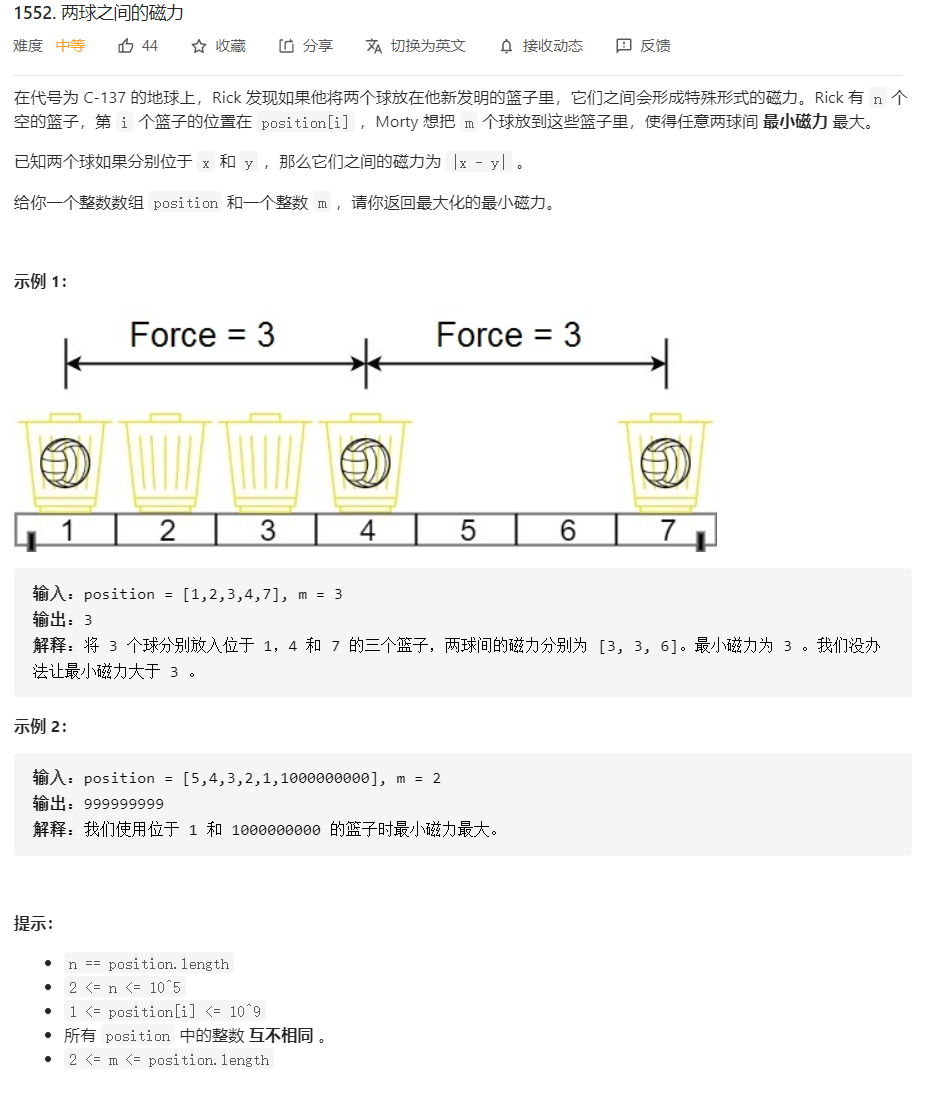 1552. 两球之间的磁力
难度 中等 44 收藏 分享 切换为英文 接收动态 反馈
在代号为 C-137 的地球上，Rick 发现如果他将两个球放在他新发明的篮子里，它们之间会形成特殊形式的磁力。Rick 有 n 个
空的篮子，第 i 个篮子的位置在 position[i] ，Morty 想把 m 个球放到这些篮子里，使得任意两球间 最小磁力 最大。
已知两个球如果分别位于 x 和 y ，那么它们之间的磁力为 |x - y| 。
给你一个整数数组 position 和一个整数 m ，请你返回最大化的最小磁力。
示例 1：
Force = 3 Force = 3
1 2 3 4 5 6 7
输入：position = [1,2,3,4,7], m = 3
输出：3
解释：将 3 个球分别放入位于 1，4 和 7 的三个篮子，两球间的磁力分别为 [3, 3, 6]。最小磁力为 3 。我们没办
法让最小磁力大于 3 。
示例 2：
输入：position = [5,4,3,2,1,1000000000], m = 2
输出：999999999
解释：我们使用位于 1 和 1000000000 的篮子时最小磁力最大。
提示：
n == position.length
2 <= n <= 10^5
1 <= position[i] <= 10^9
所有 position 中的整数 互不相同 。
2 <= m <= position.length